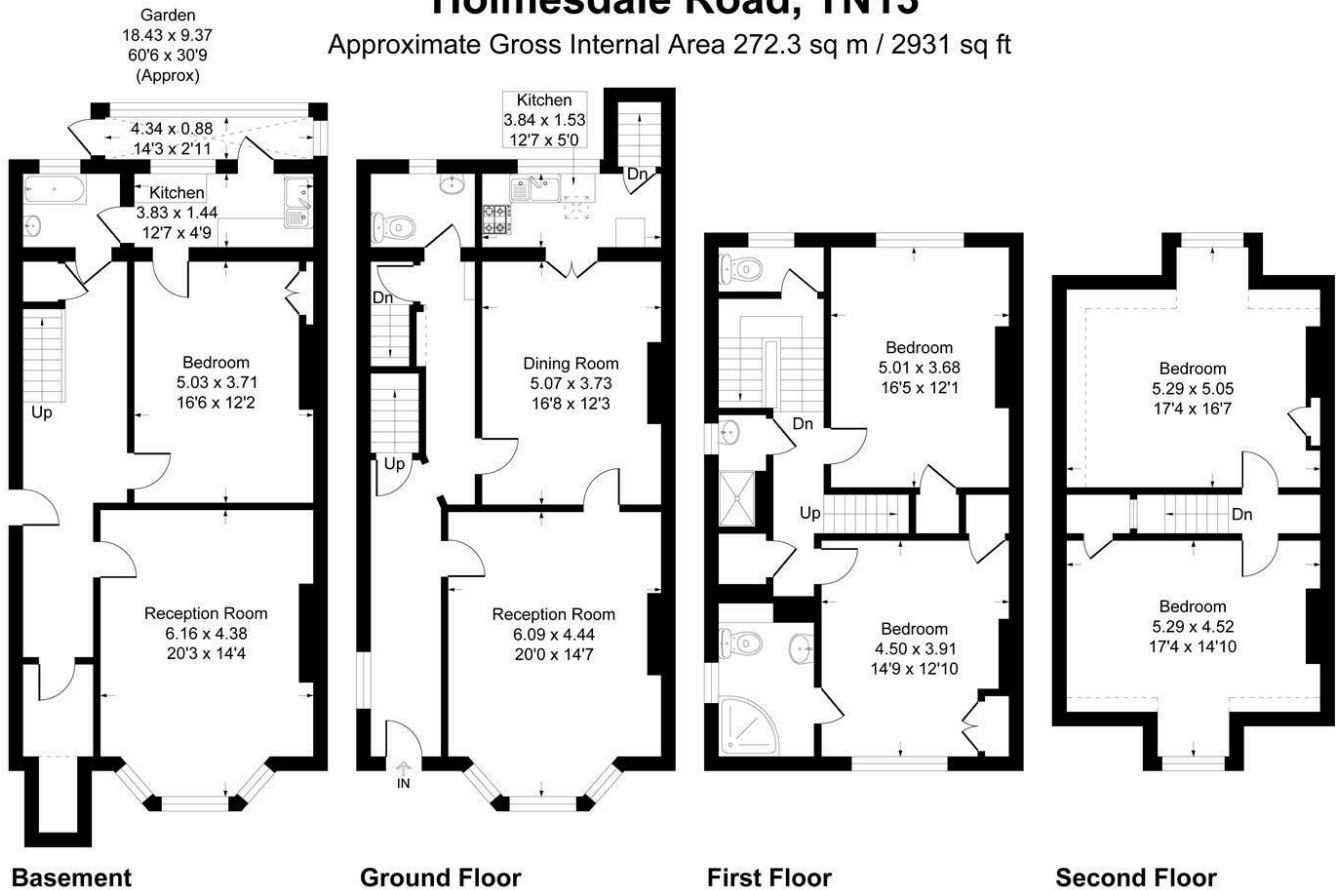 Holmesdale Road, TN13
Approximate Gross Internal Area 272.3 sq m / 2931 sq ft
Garden
18.43 x 9.37
60'6 x 30'9
(Approx)
4.34 x 0.88
14'3 x 2'11
Kitchen
3.83 x 1.44
12'7 x 4'9
Bedroom
5.03 x 3.71
16'6 x 12'2
Up
Reception Room
6.16 x 4.38
20'3 x 14'4
Basement
Kitchen
3.84 x 1.53
12'7 x 5'0
Dn
Dn
Dining Room
5.07 x 3.73
16'8 x 12'3
Up
Reception Room
6.09 x 4.44
20'0 x 14'7
IN
Ground Floor
Bedroom
5.01 x 3.68
16'5 x 12'1
Dn
Up
Bedroom
4.50 x 3.91
14'9 x 12'10
First Floor
Bedroom
5.29 x 5.05
17'4 x 16'7
Dn
Bedroom
5.29 x 4.52
17'4 x 14'10
Second Floor